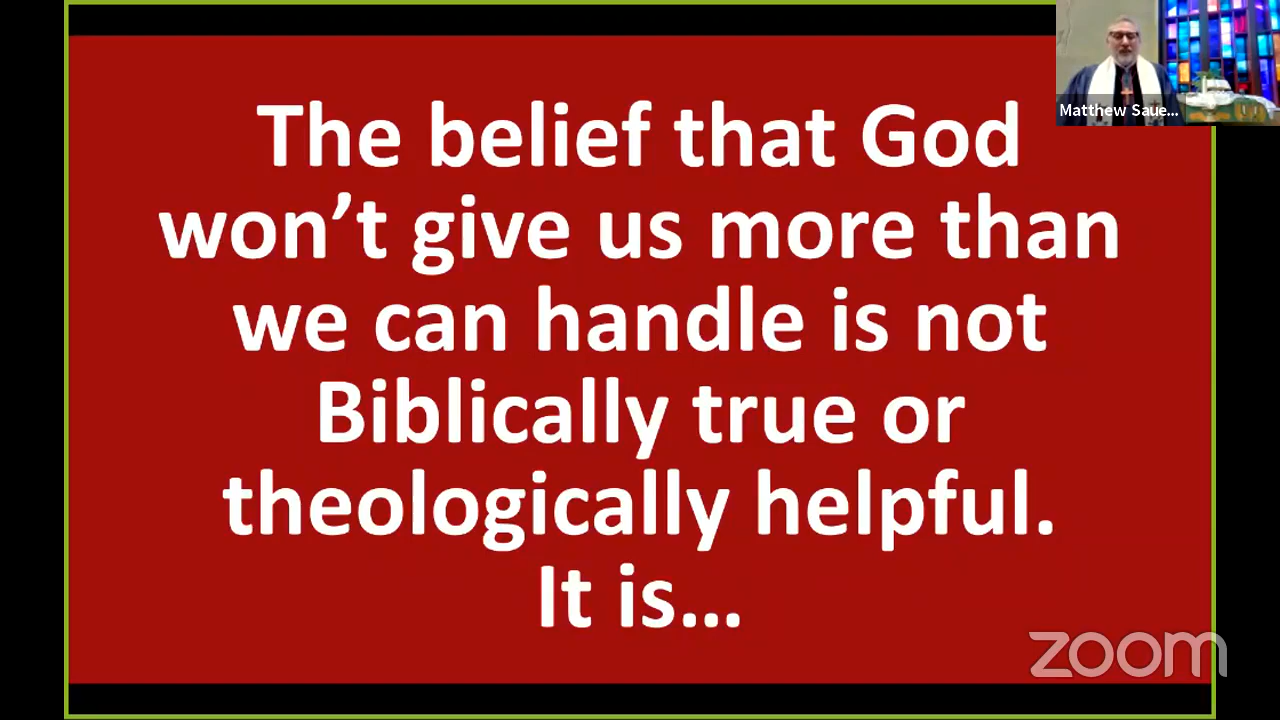 Matthew Saue...
The belief that God
won’t give us more than
we can handle is not
Biblically true or
theologically helpful.
It is...
zoom